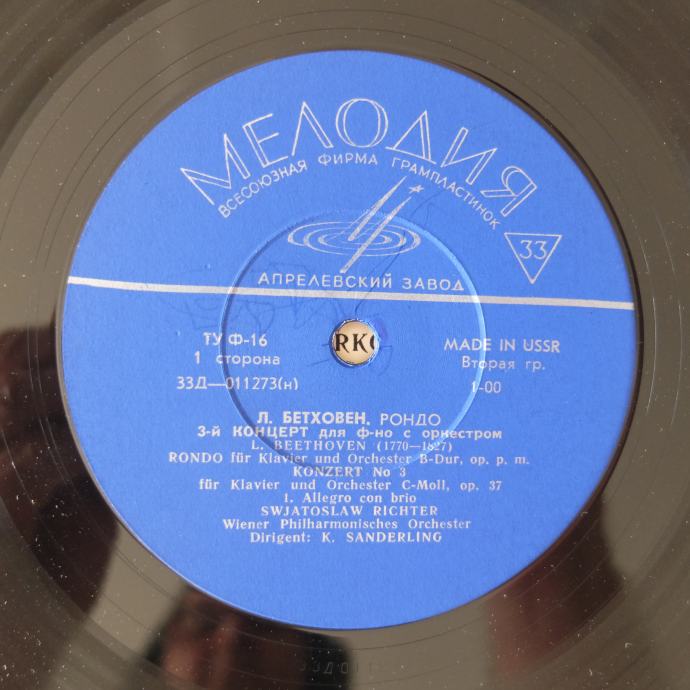 МЕЛОДИЯ
ВСЕСОЮЗНАЯ ФИРМА ГРАМПЛАСТИНОК
33
АПРЕЛЕВСКИЙ ЗАВОД
ТУ Ф-16
MADE IN USSR
1 сторона
Вторая гр.
33Д—011273(н)
1-00
RK
Л. БЕТХОВЕН, РОНДО
3-й КОНЦЕРТ для ф-но с оркестром
L. BEETHOVEN (1770—1827)
RONDO für Klavier und Orchester B-Dur, op. p. m.
KONZERT No 3
für Klavier und Orchester C-Moll, op. 37
1. Allegro con brio
SWJATOSLAW RICHTER
Wiener Philharmonisches Orchester
Dirigent: K. SANDERLING